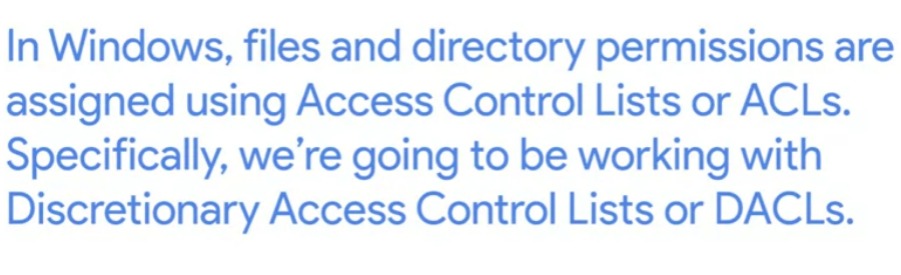 In Windows, files and directory permissions are
assigned using Access Control Lists or ACLs.
Specifically, we’re going to be working with
Discretionary Access Control Lists or DACLs.